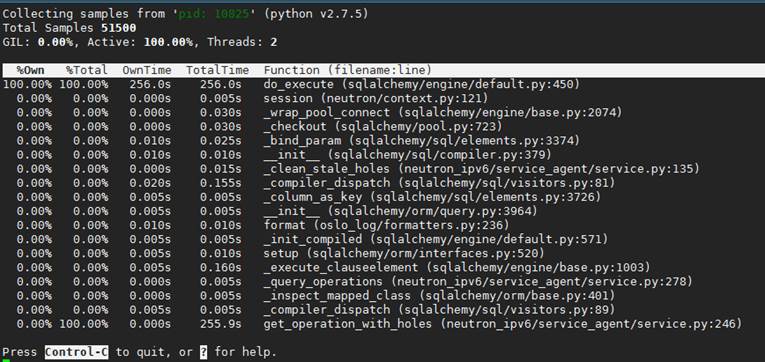 Collecting samples from 'pid: 10025' (python v2.7.5)
Total Samples 51500
GIL: 0.00%, Active: 100.00%, Threads: 2
%Own %Total OwnTime TotalTime Function (filename:line)
100.00% 100.00% 256.0s 256.0s do_execute (sqlalchemy/engine/default.py:450)
0.00% 0.00% 0.000s 0.005s session (neutron/context.py:121)
0.00% 0.00% 0.000s 0.030s _wrap_pool_connect (sqlalchemy/engine/base.py:2074)
0.00% 0.00% 0.000s 0.030s _checkout (sqlalchemy/pool.py:723)
0.00% 0.00% 0.010s 0.025s _bind_param (sqlalchemy/sql/elements.py:3374)
0.00% 0.00% 0.010s 0.010s __init__ (sqlalchemy/sql/compiler.py:379)
0.00% 0.00% 0.000s 0.015s _clean_stale_holes (neutron_ipv6/service_agent/service.py:135)
0.00% 0.00% 0.020s 0.155s _compiler_dispatch (sqlalchemy/sql/visitors.py:81)
0.00% 0.00% 0.005s 0.005s _column_as_key (sqlalchemy/sql/elements.py:3726)
0.00% 0.00% 0.005s 0.005s __init__ (sqlalchemy/orm/query.py:3964)
0.00% 0.00% 0.010s 0.010s format (oslo_log/formatters.py:236)
0.00% 0.00% 0.005s 0.005s _init_compiled (sqlalchemy/engine/default.py:571)
0.00% 0.00% 0.005s 0.010s setup (sqlalchemy/orm/interfaces.py:520)
0.00% 0.00% 0.005s 0.160s _execute_clauseelement (sqlalchemy/engine/base.py:1003)
0.00% 0.00% 0.000s 0.005s _query_operations (neutron_ipv6/service_agent/service.py:278)
0.00% 0.00% 0.005s 0.005s _inspect_mapped_class (sqlalchemy/orm/base.py:401)
0.00% 0.00% 0.005s 0.005s _compiler_dispatch (sqlalchemy/sql/visitors.py:89)
0.00% 100.00% 0.000s 255.9s get_operation_with_holes (neutron_ipv6/service_agent/service.py:246)
Press Control-C to quit, or ? for help.